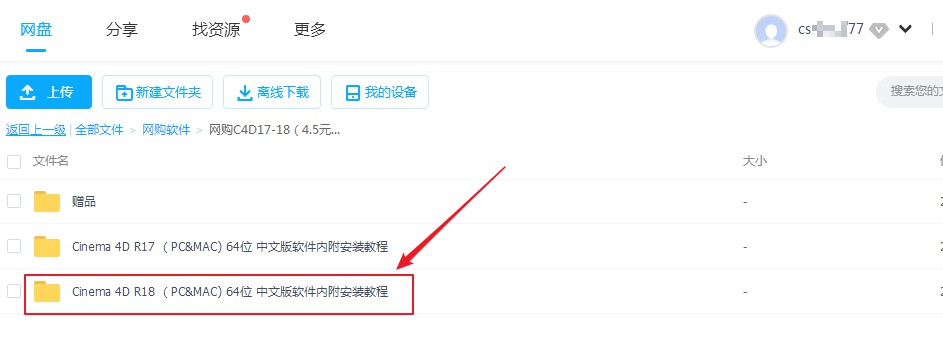 网盘 分享 找资源 更多 cs 77
上传 新建文件夹 离线下载 我的设备 搜索您的
返回上一级 | 全部文件 > 网购软件 > 网购C4D17-18（4.5元...
文件名 大小
赠品 -
Cinema 4D R17 （PC&MAC) 64位 中文版软件内附安装教程 -
Cinema 4D R18 （PC&MAC) 64位 中文版软件内附安装教程 -